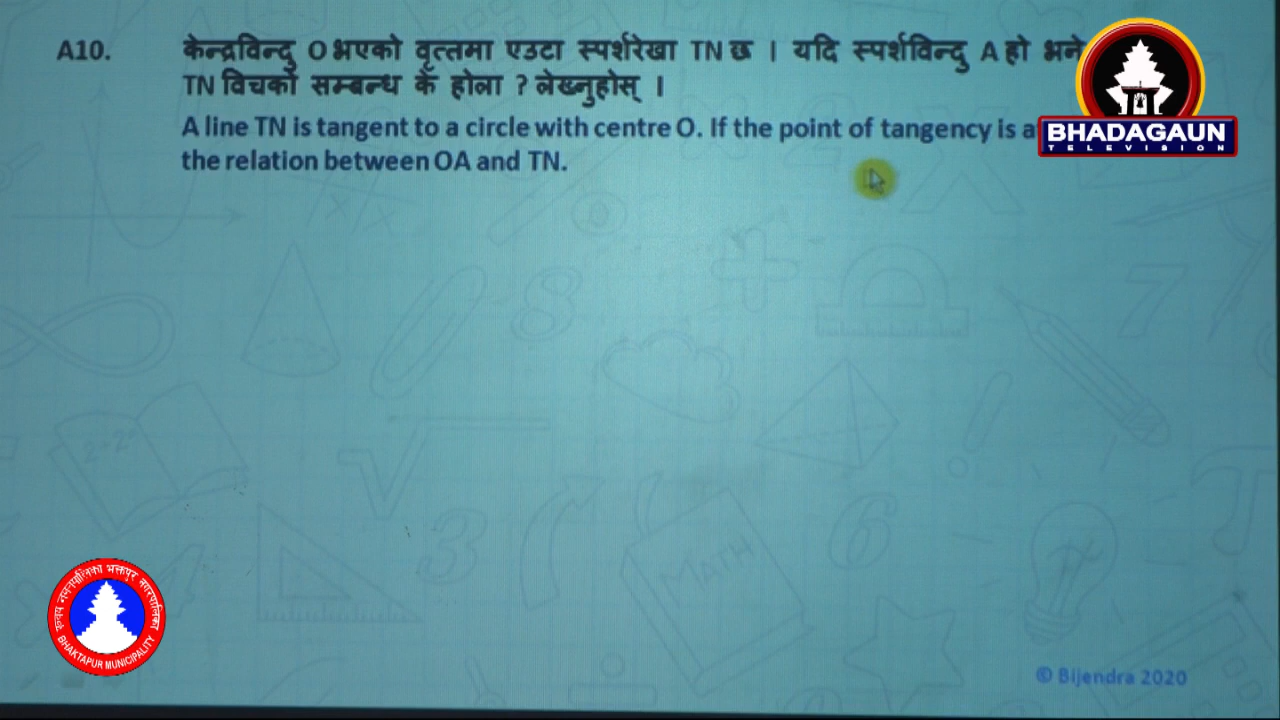 A10. केन्द्रविन्दु O भएको वृत्तमा एउटा स्पर्शरेखा TN छ । यदि स्पर्शविन्दु A हो भने
TN विचको सम्बन्ध के होला ? लेख्नुहोस् ।
A line TN is tangent to a circle with centre O. If the point of tangency is a
the relation between OA and TN.
BHADAGAUN
TELEVISION
MATH
BHAKTAPUR MUNICIPALITY
© Bijendra 2020